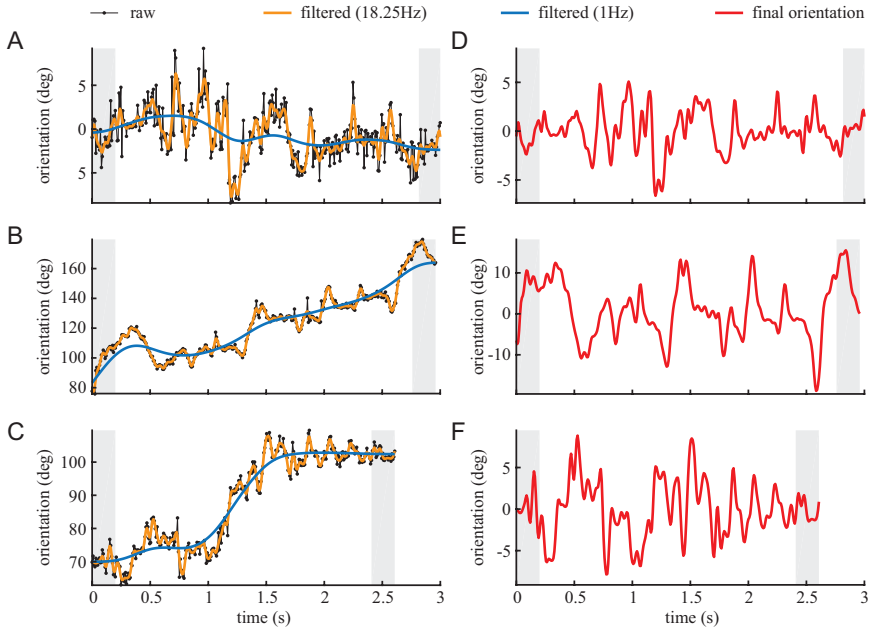 raw filtered (18.25Hz) filtered (1Hz) final orientation
A D
orientation (deg)
5
0
5
orientation (deg)
5
0
-5
B E
orientation (deg)
160
140
120
100
80
orientation (deg)
10
0
-10
C F
orientation (deg)
100
90
80
70
orientation (deg)
5
0
-5
0 0.5 1 1.5 2 2.5 3
time (s)
0 0.5 1 1.5 2 2.5 3
time (s)